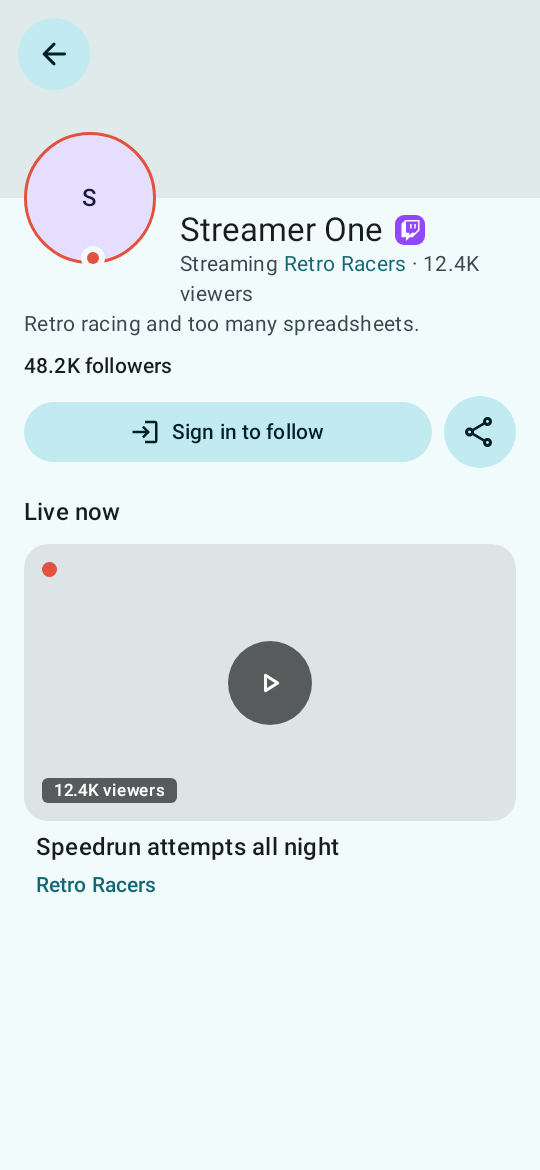 S
Streamer One
Streaming Retro Racers · 12.4K
viewers
Retro racing and too many spreadsheets.
48.2K followers
Sign in to follow
Live now
12.4K viewers
Speedrun attempts all night
Retro Racers